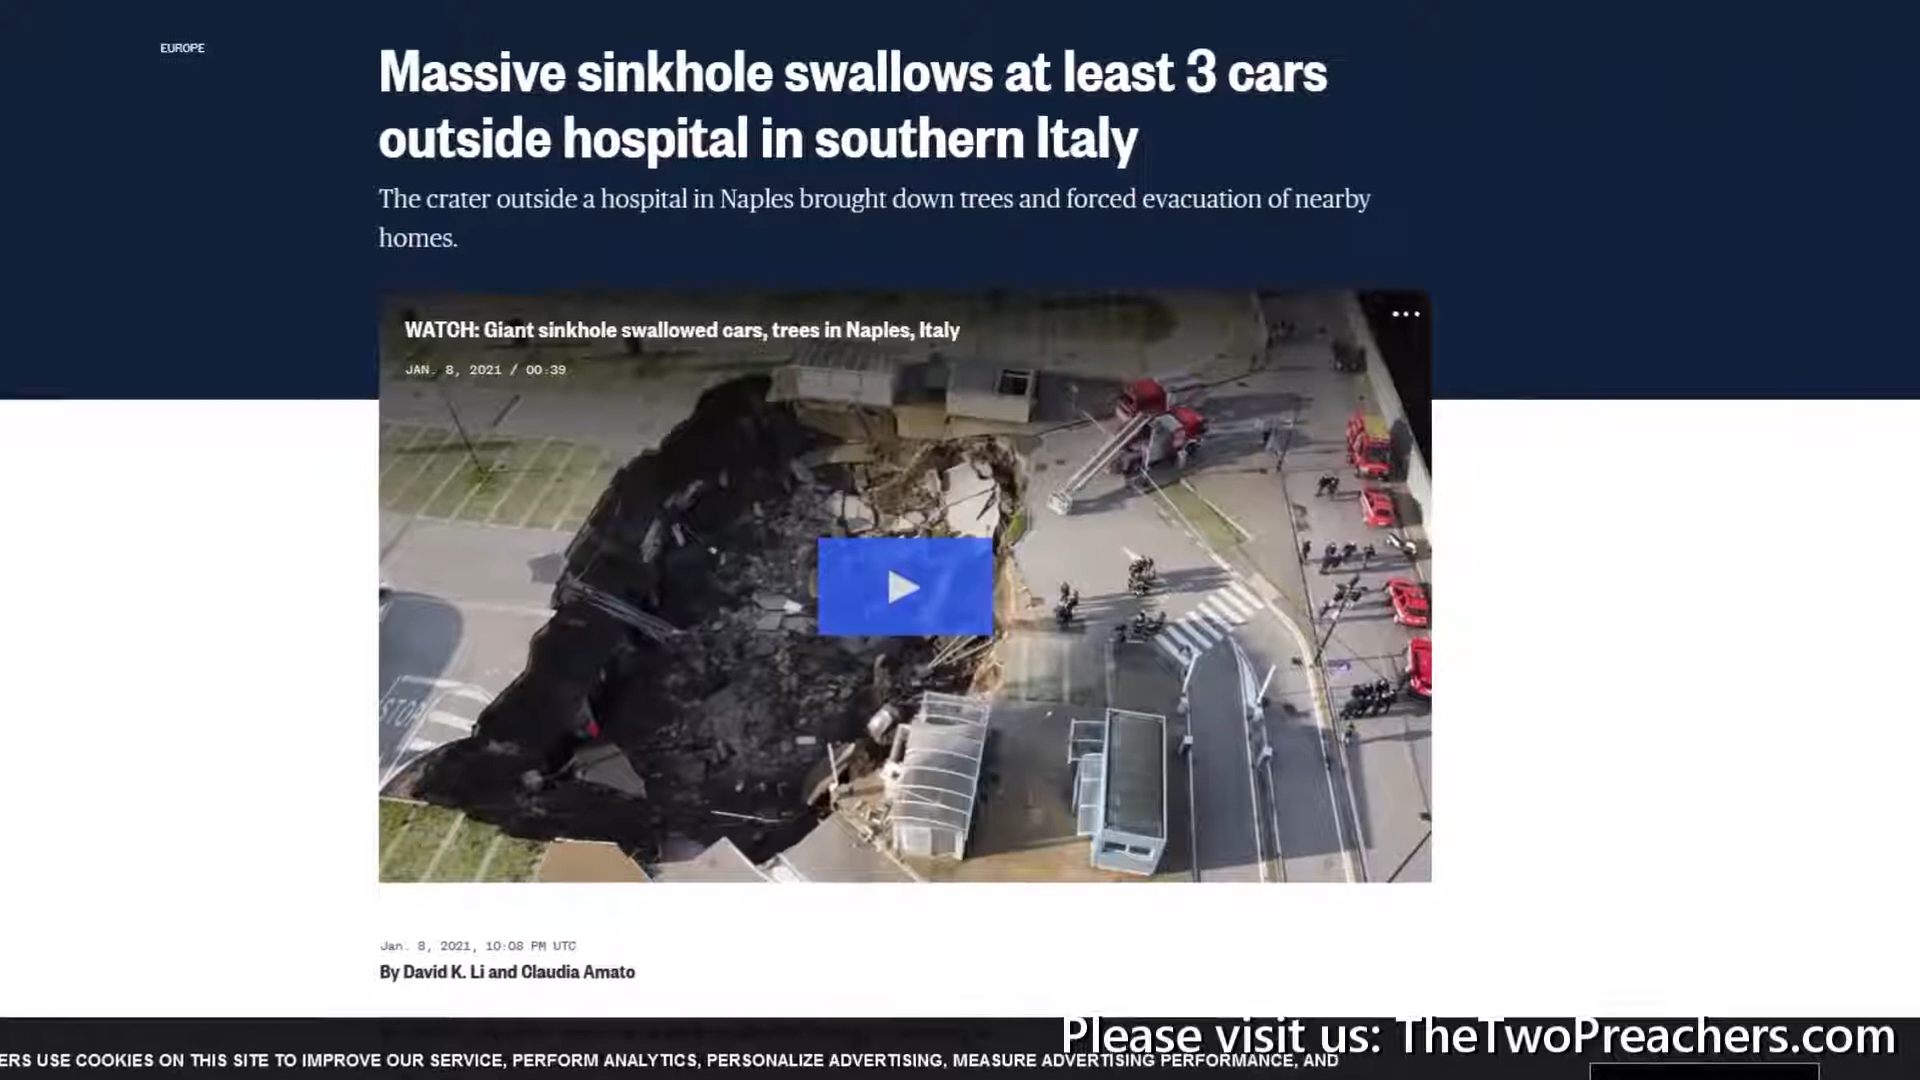 EUROPE
Massive sinkhole swallows at least 3 cars
outside hospital in southern Italy
The crater outside a hospital in Naples brought down trees and forced evacuation of nearby
homes.
WATCH: Giant sinkhole swallowed cars, trees in Naples, Italy
JAN. 8, 2021 / 00:39
STOP
Jan. 8, 2021, 10:08 PM UTC
By David K. Li and Claudia Amato
Please visit us: TheTwoPreachers.com
ERS USE COOKIES ON THIS SITE TO IMPROVE OUR SERVICE, PERFORM ANALYTICS, PERSONALIZE ADVERTISING, MEASURE ADVERTISING PERFORMANCE, AND